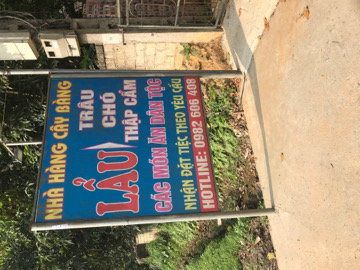 NHÀ HÀNG CÂY BÀNG
LẨU
TRÂU
CHÓ
THẬP CẨM
CÁC MÓN ĂN DÂN TỘC
NHẬN ĐẶT TIỆC THEO YÊU CẦU
HOTLINE: 0982 606 408